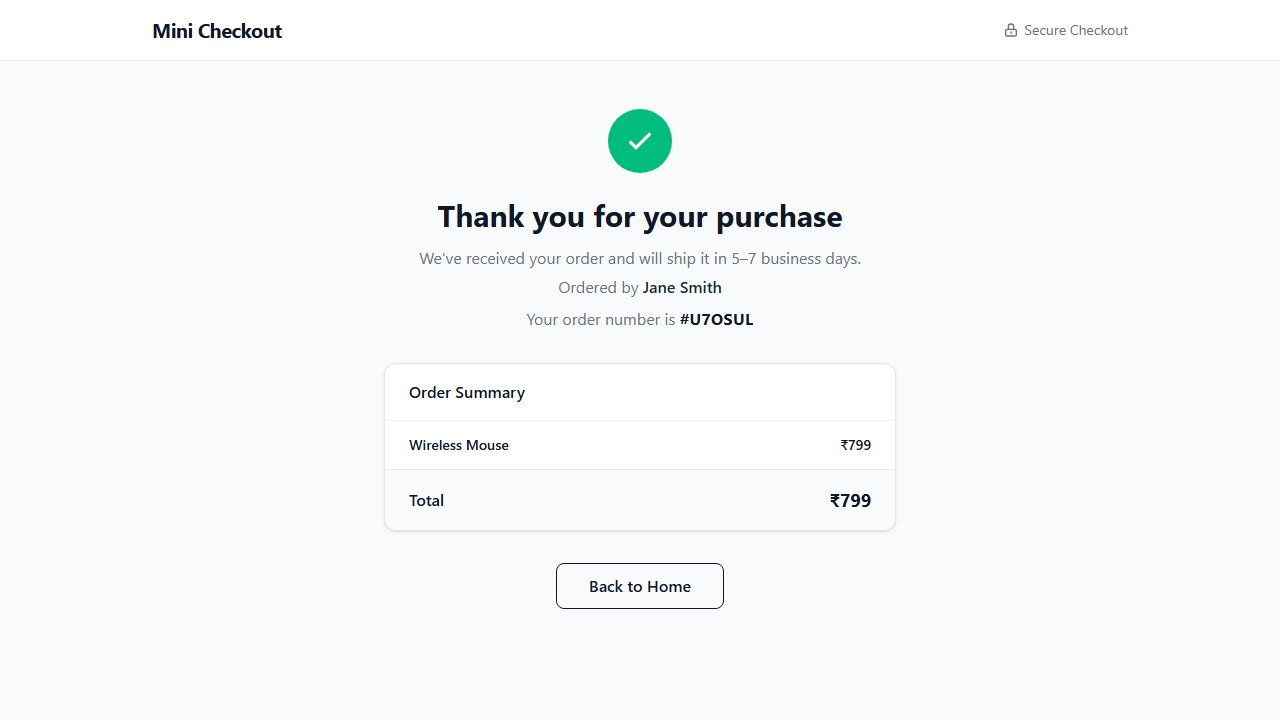 Mini Checkout
Secure Checkout
Thank you for your purchase
We've received your order and will ship it in 5–7 business days.
Ordered by Jane Smith
Your order number is #U7OSUL
Order Summary
Wireless Mouse ₹799
Total ₹799
Back to Home